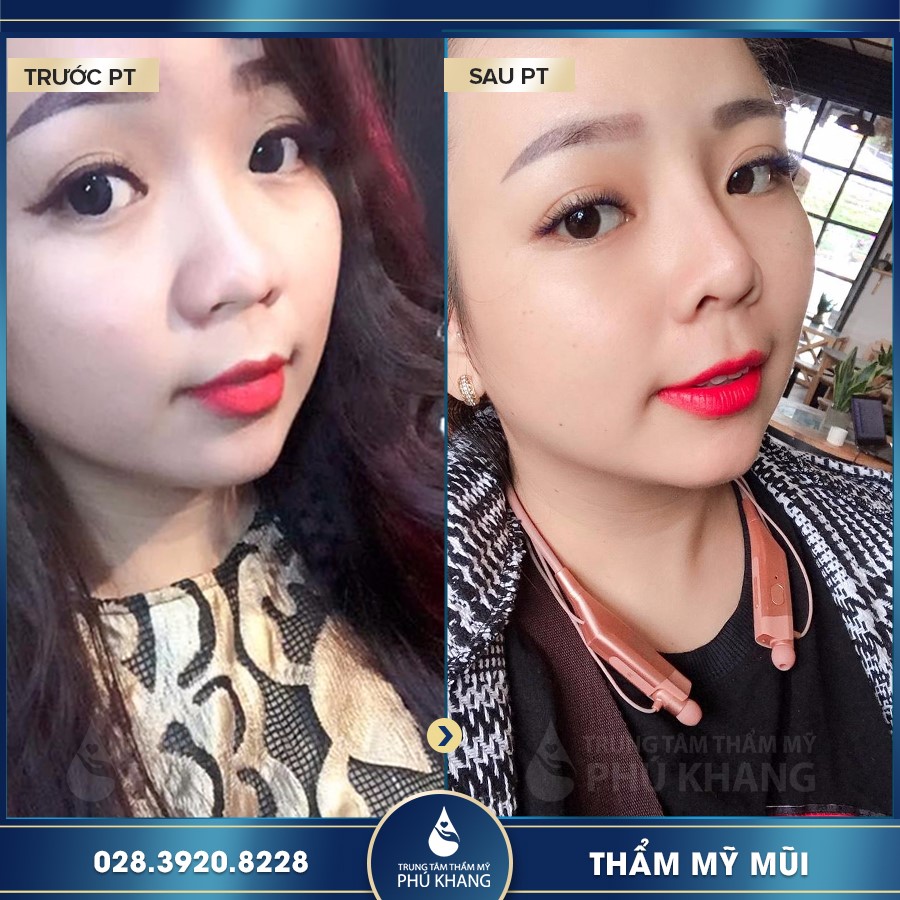 TRƯỚC PT
SAU PT
TRUNG TÂM THẨM MỸ
PHÚ KHANG
028.3920.8228
TRUNG TÂM THẨM MỸ
PHÚ KHANG
THẨM MỸ MŨI